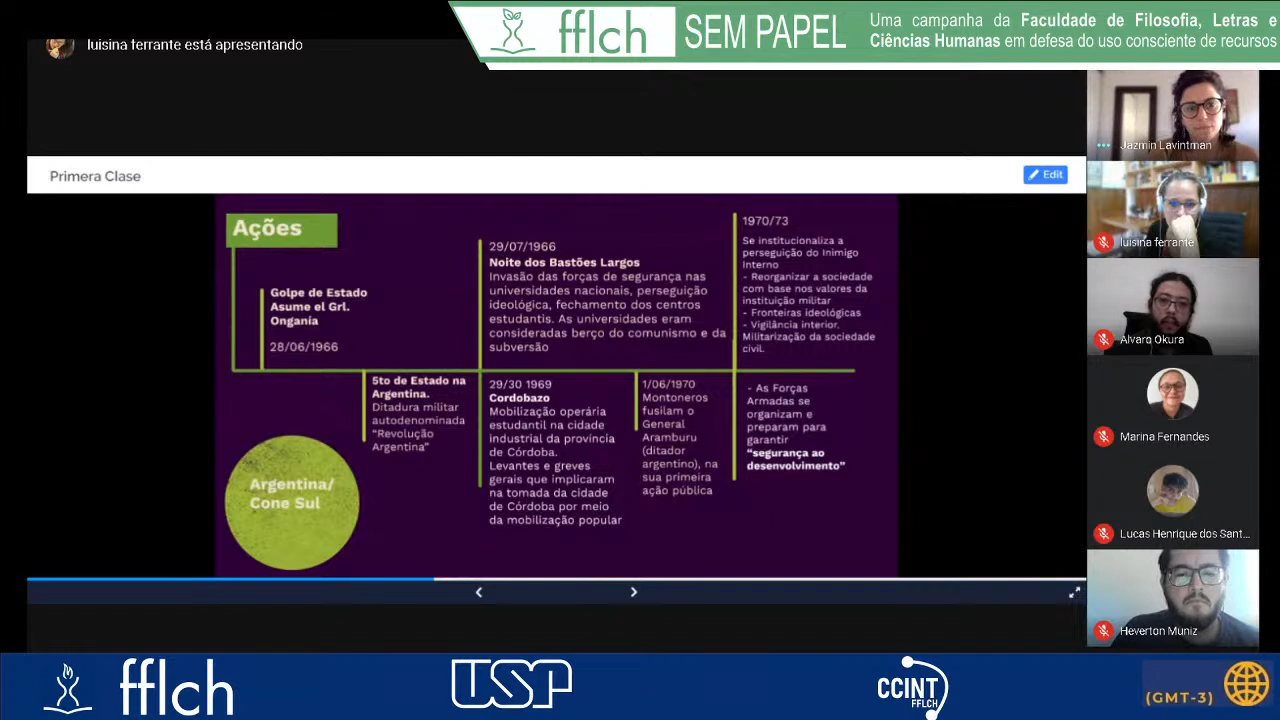 fflch
SEM PAPEL
Uma campanha da Faculdade de Filosofia, Letras e
Ciências Humanas em defesa do uso consciente de recursos
luisina ferrante está apresentando
Primera Clase
Edit
Ações
Golpe de Estado
Asume el Grl.
Ongania
28/06/1966
5to de Estado na
Argentina.
Ditadura militar
autodenominada
“Revolução
Argentina”
29/07/1966
Noite dos Bastões Largos
Invasão das forças de segurança nas
universidades nacionais, perseguição
ideológica, fechamento dos centros
estudantis. As universidades eram
consideradas berço do comunismo e da
subversão
29/30 1969
Cordobazo
Mobilização operária
estudantil na cidade
industrial da província
de Córdoba.
Levantes e greves
gerais que implicaram
na tomada da cidade
de Córdoba por meio
da mobilização popular
1/06/1970
Montoneros
fusilam o
General
Aramburu
(ditador
argentino), na
sua primeira
ação pública
1970/73
Se institucionaliza a
perseguição do Inimigo
Interno
- Reorganizar a sociedade
com base nos valores da
instituição militar
- Fronteiras ideológicas
- Vigilância interior.
Militarização da sociedade
civil.
- As Forças
Armadas se
organizam e
preparam para
garantir
“segurança ao
desenvolvimento”
Argentina/
Cone Sul
Jazmin Lavintman
luisina ferrante
Alvaro Okura
Marina Fernandes
Lucas Henrique dos Sant...
Heverton Muniz
fflch
USP
CCINT
FFLCH
(GMT-3)